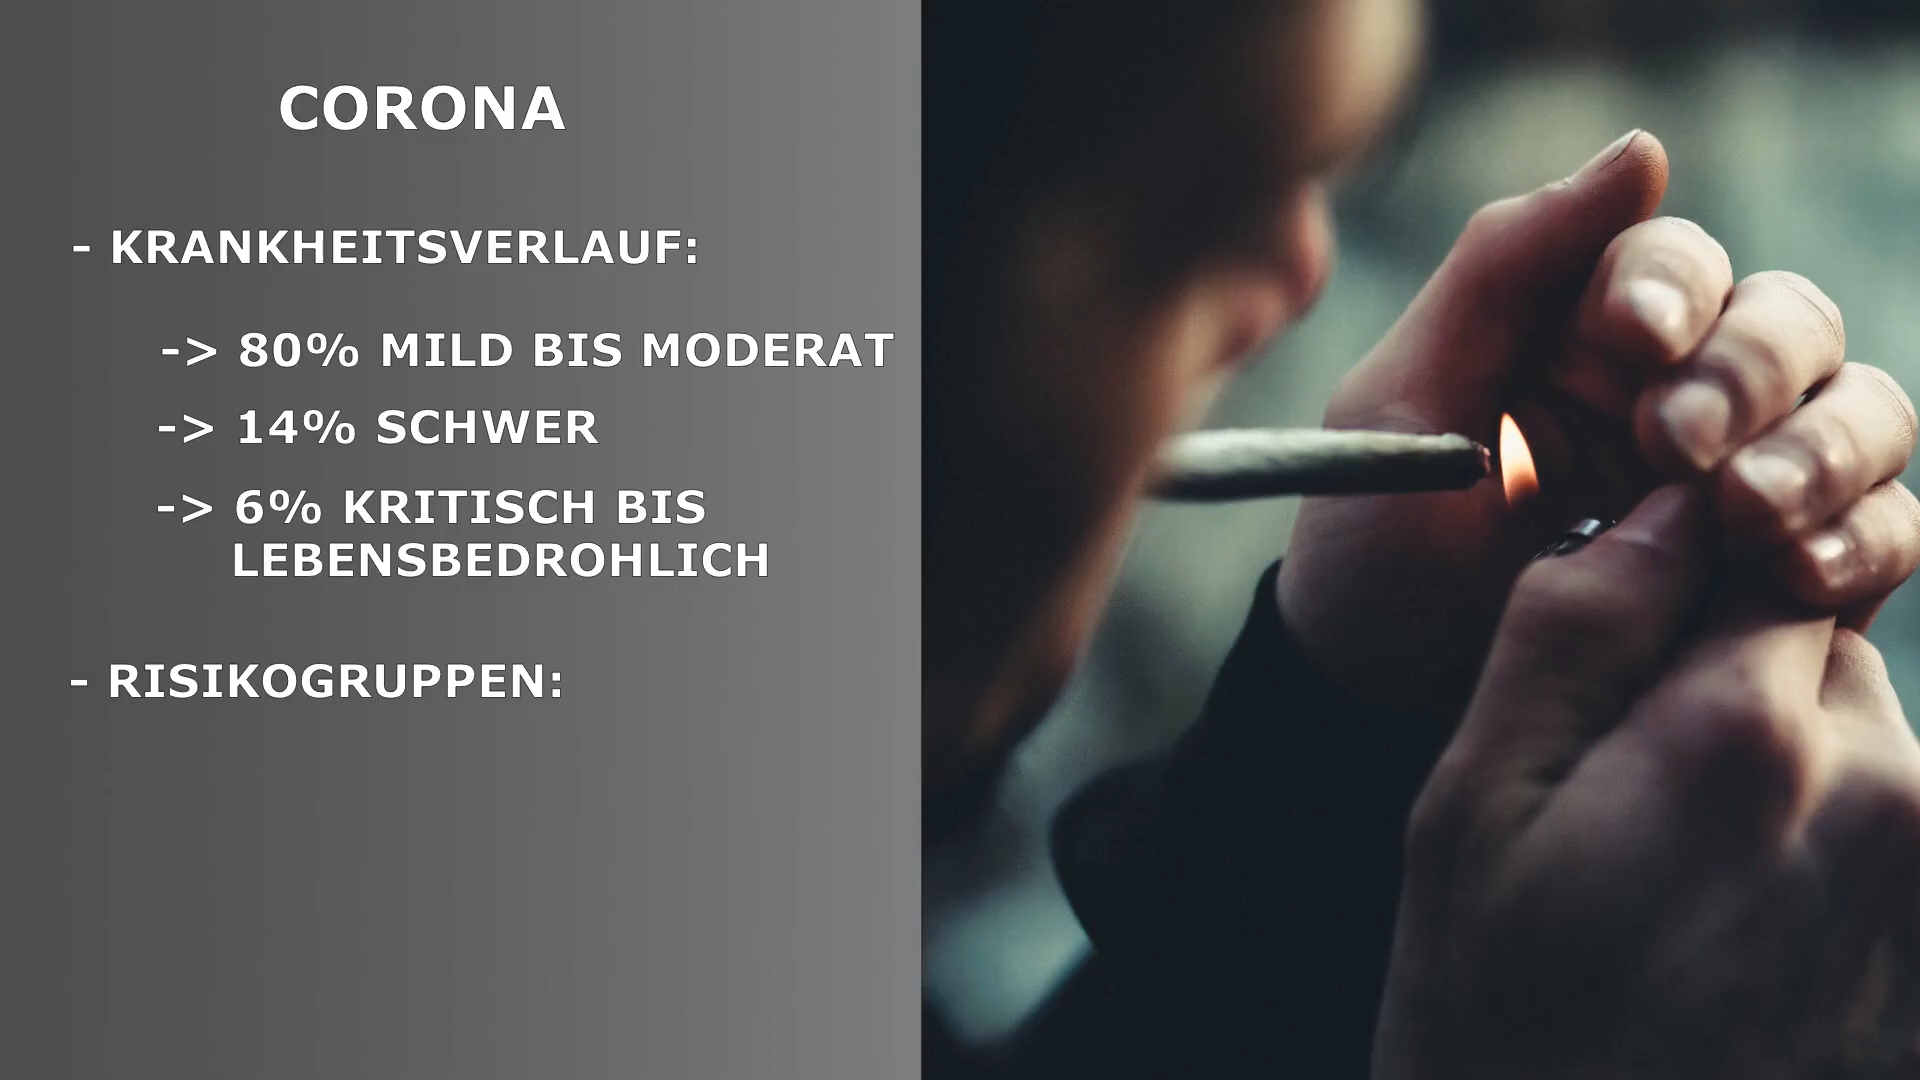 CORONA
- KRANKHEITSVERLAUF:
-> 80% MILD BIS MODERAT
-> 14% SCHWER
-> 6% KRITISCH BIS
LEBENSBEDROHLICH
- RISIKOGRUPPEN: